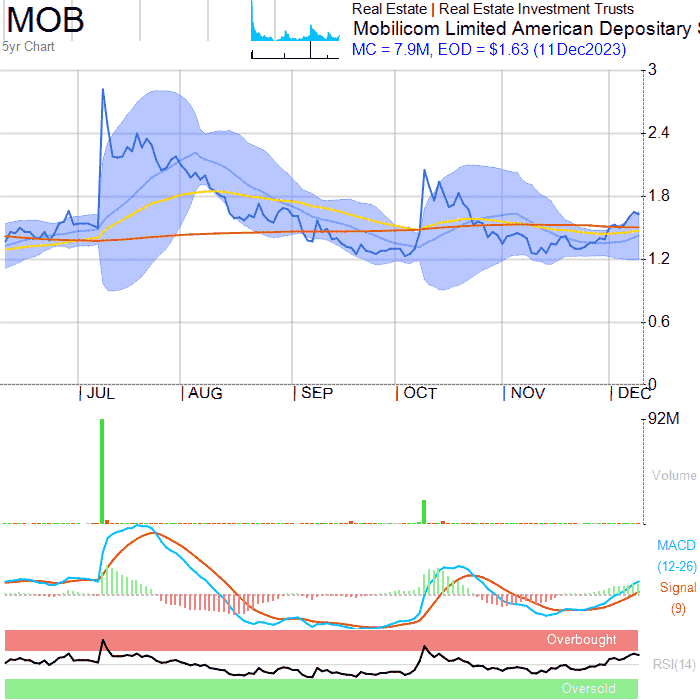 MOB
5yr Chart
Real Estate | Real Estate Investment Trusts
Mobilicom Limited American Depositary S
MC = 7.9M, EOD = $1.63 (11Dec2023)
3
2.4
1.8
1.2
0.6
0
JUL AUG SEP OCT NOV DEC
92M
Volume
MACD
(12-26)
Signal
(9)
Overbought
RSI(14)
Oversold